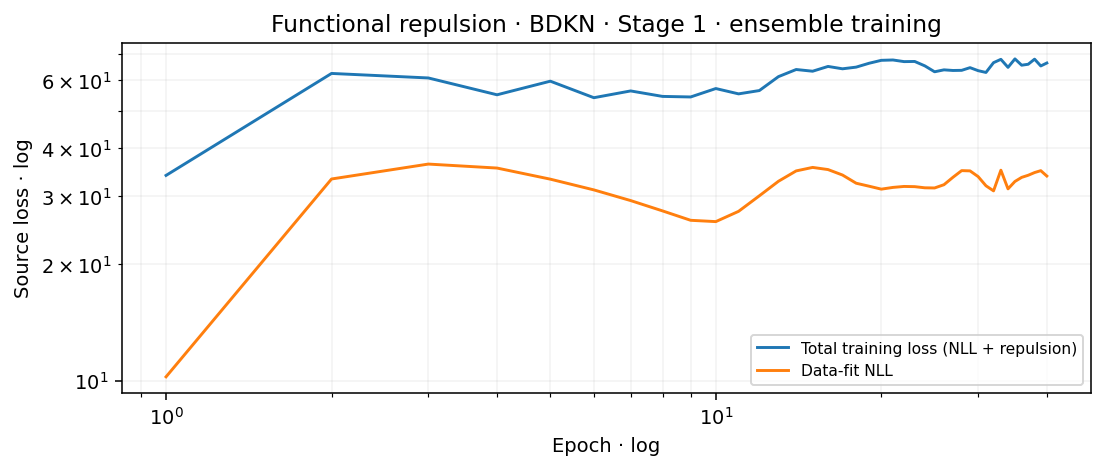 Functional repulsion · BDKN · Stage 1 · ensemble training
Source loss · log
6 × 10¹
4 × 10¹
3 × 10¹
2 × 10¹
10¹
Total training loss (NLL + repulsion)
Data-fit NLL
10⁰
10¹
Epoch · log